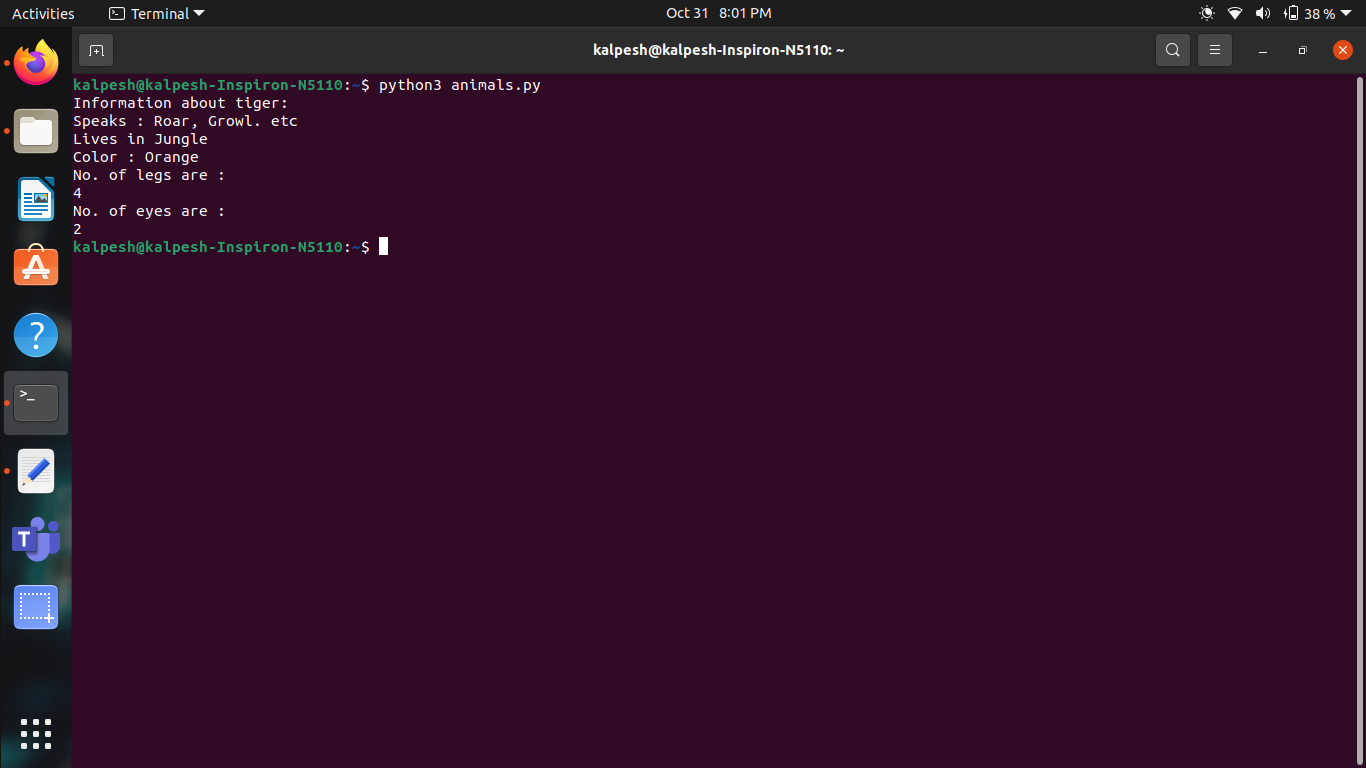 Activities Terminal Oct 31 8:01 PM 38 %
kalpesh@kalpesh-Inspiron-N5110: ~
kalpesh@kalpesh-Inspiron-N5110:~$ python3 animals.py
Information about tiger:
Speaks : Roar, Growl. etc
Lives in Jungle
Color : Orange
No. of legs are :
4
No. of eyes are :
2
kalpesh@kalpesh-Inspiron-N5110:~$
?
>_
T